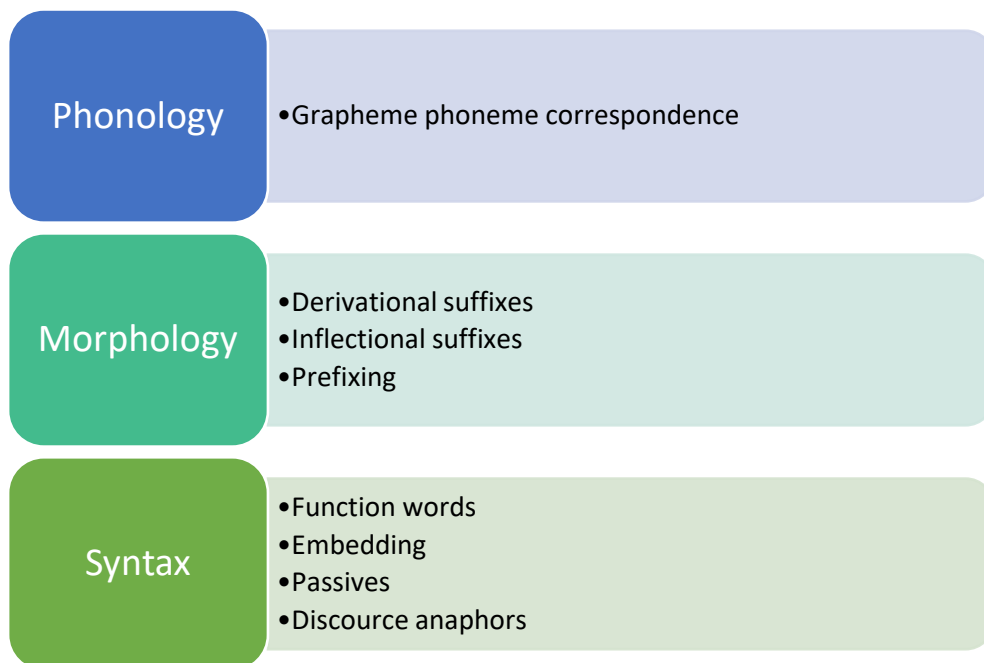 Phonology
•Grapheme phoneme correspondence
Morphology
•Derivational suffixes
•Inflectional suffixes
•Prefixing
Syntax
•Function words
•Embedding
•Passives
•Discource anaphors